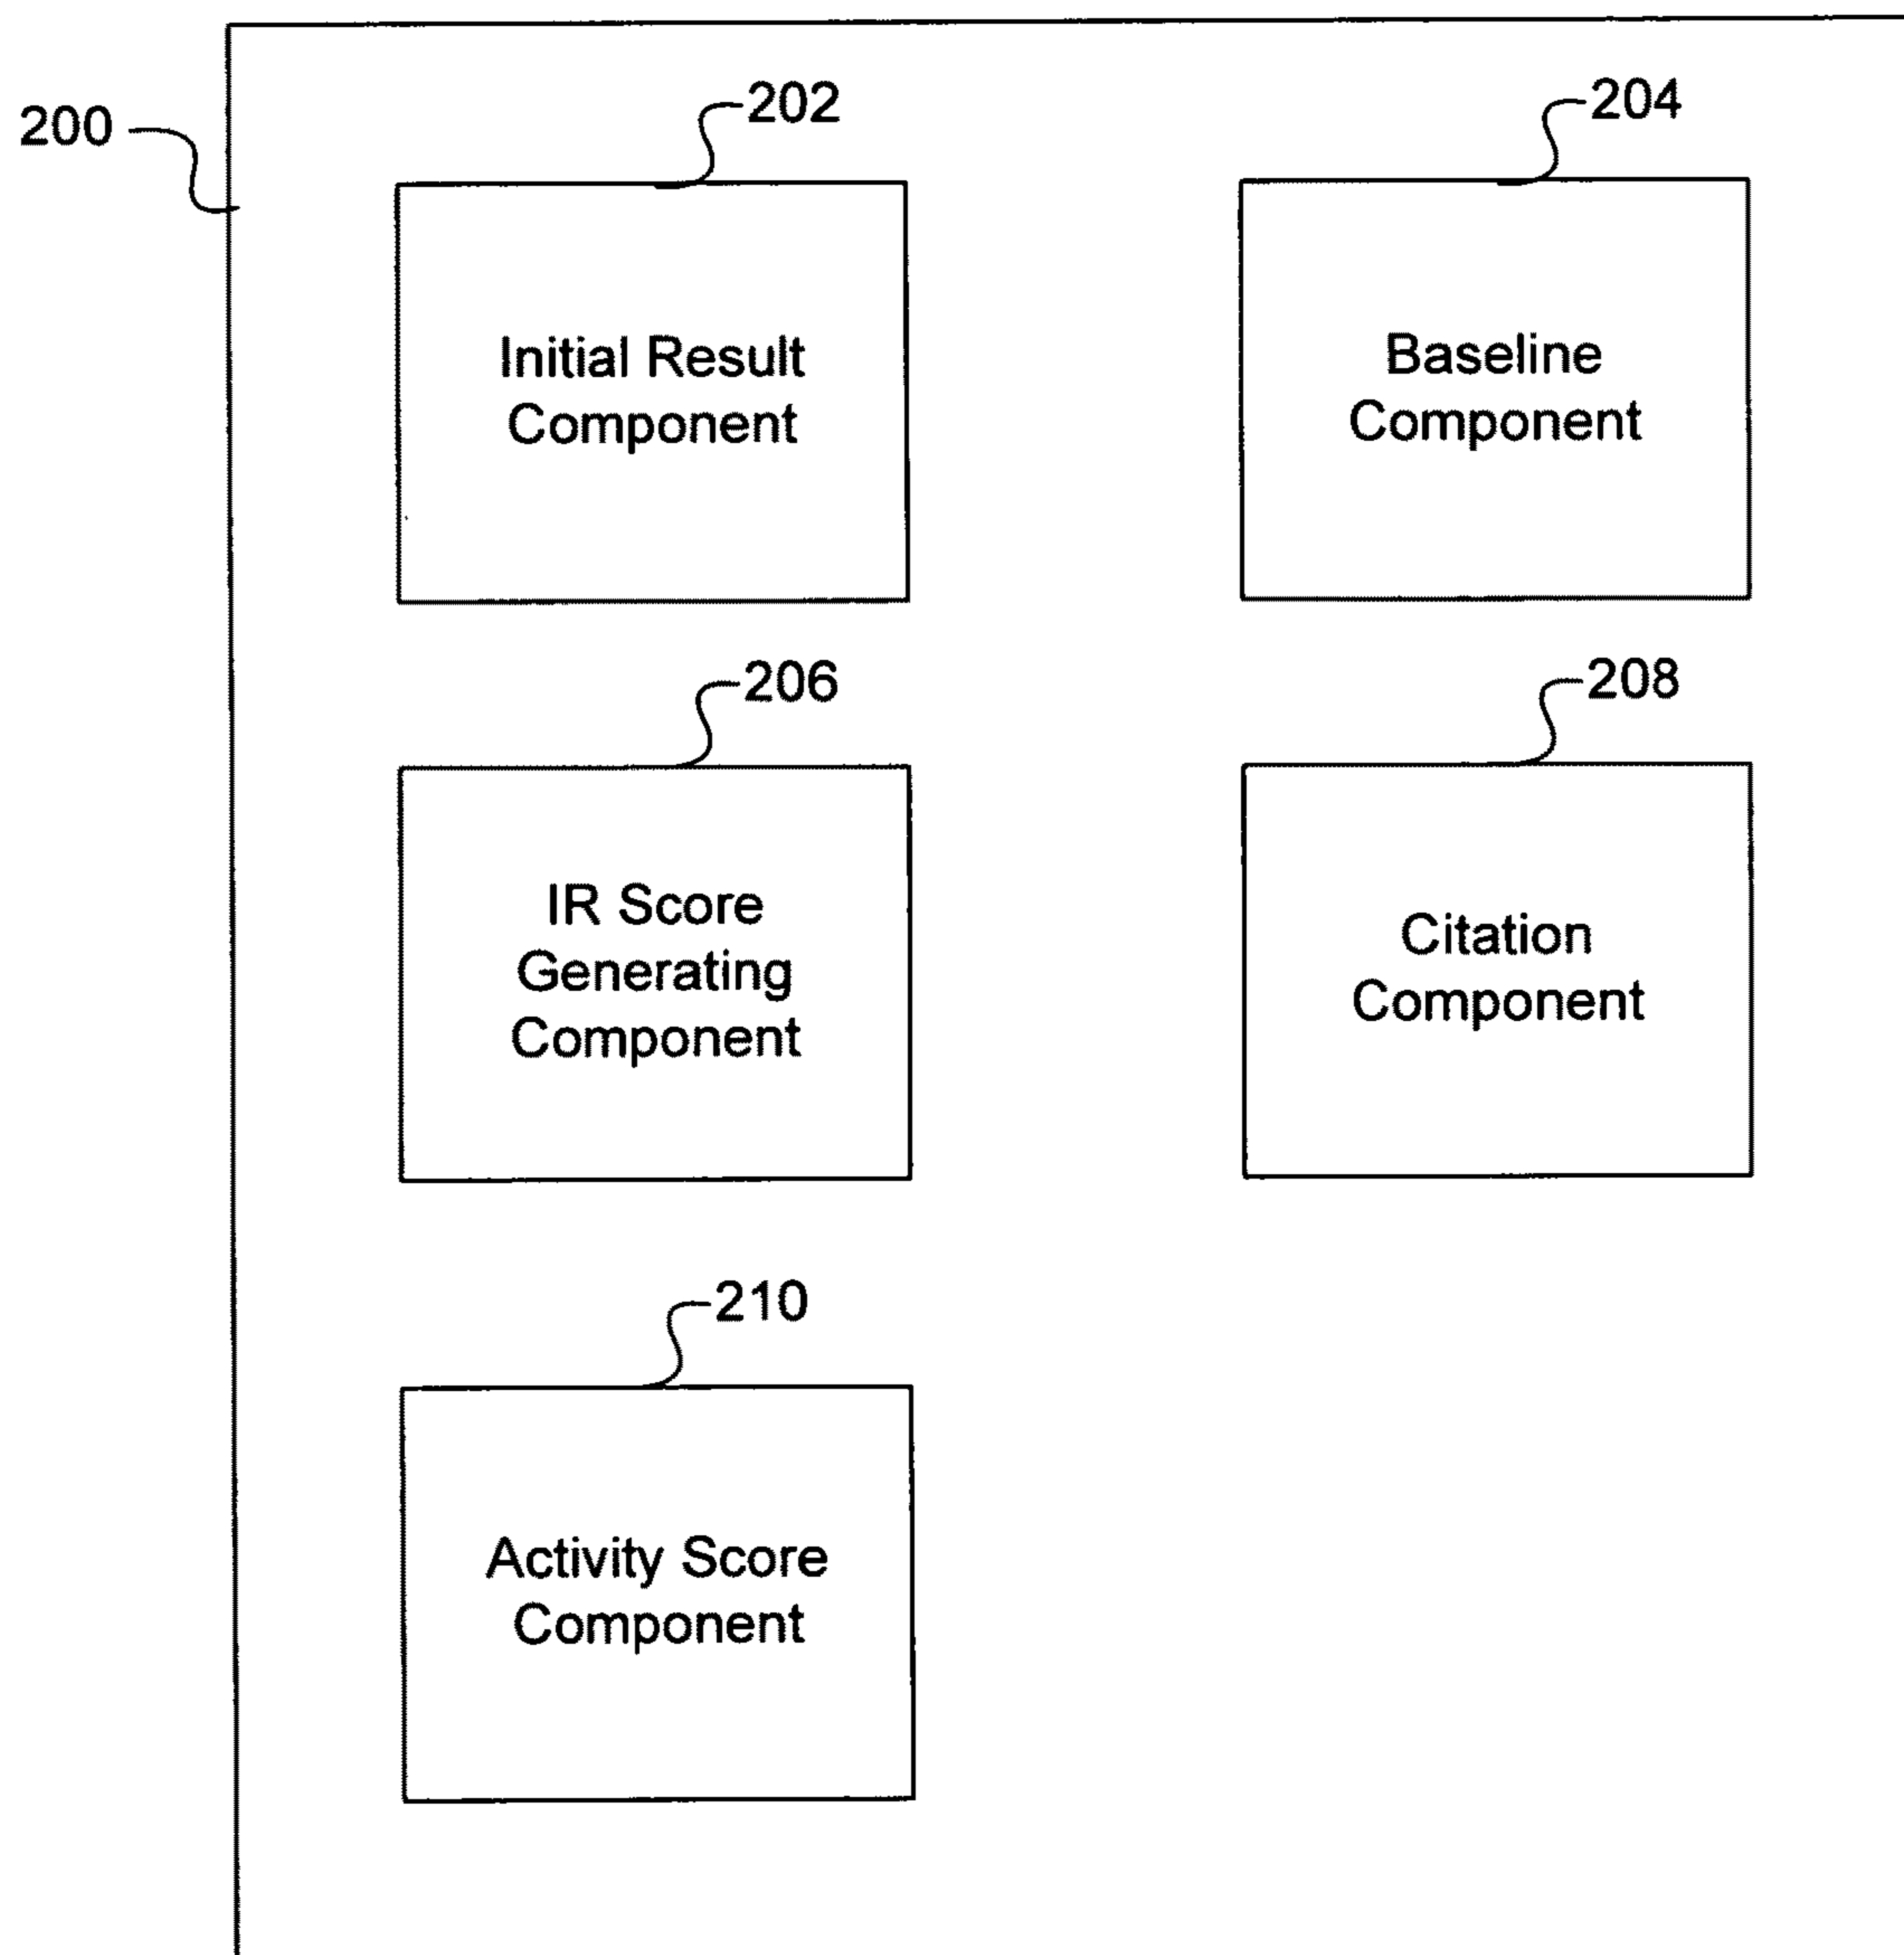 200
202
204
Initial Result
Component
Baseline
Component
206
208
IR Score
Generating
Component
Citation
Component
210
Activity Score
Component